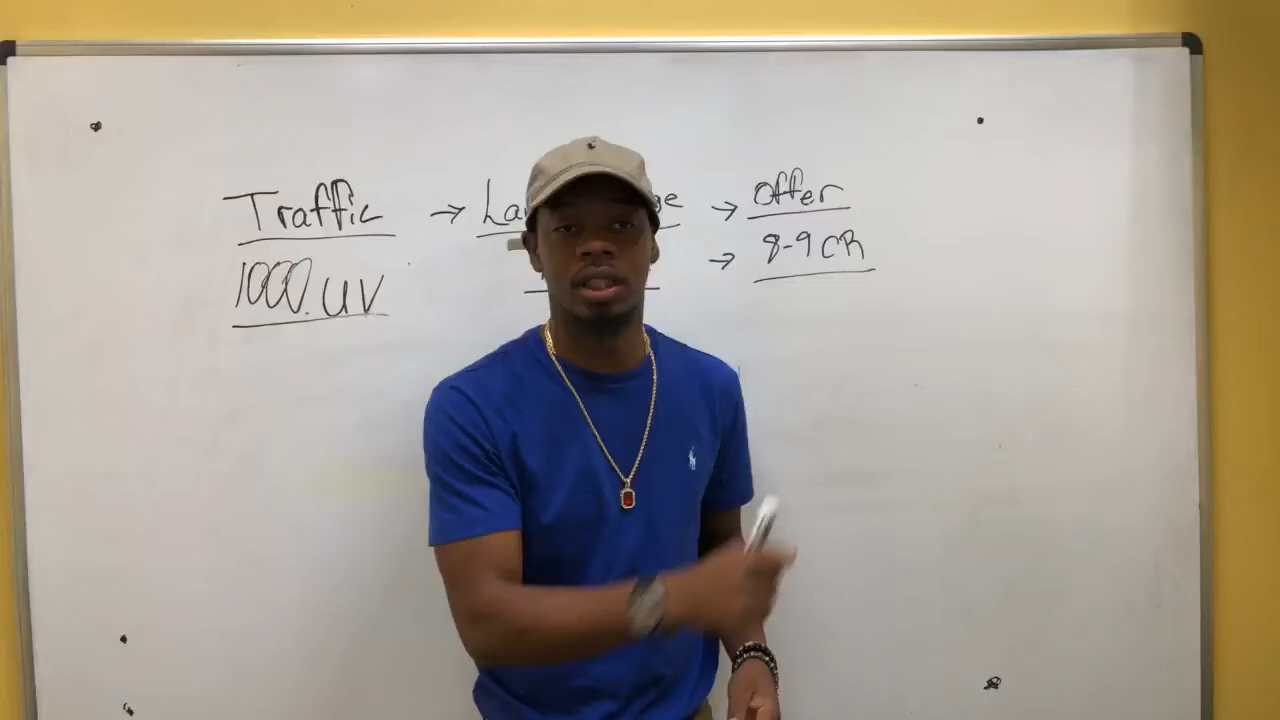 Traffic → → Offer
1000.UV → 8-9 CR